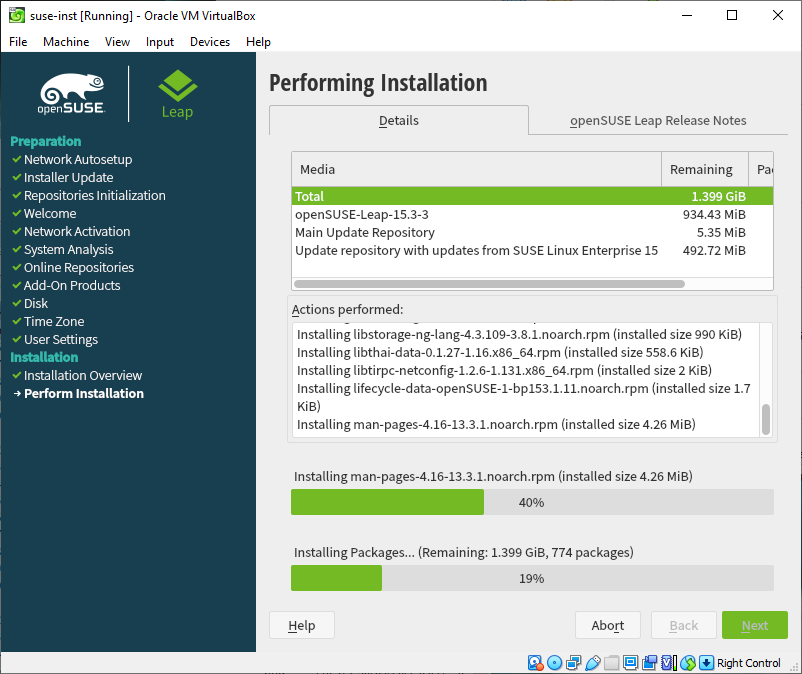 suse-inst [Running] - Oracle VM VirtualBox
File Machine View Input Devices Help
openSUSE
Leap
Preparation
Network Autosetup
Installer Update
Repositories Initialization
Welcome
Network Activation
System Analysis
Online Repositories
Add-On Products
Disk
Time Zone
User Settings
Installation
Installation Overview
Perform Installation
Performing Installation
Details openSUSE Leap Release Notes
Media Remaining Pac
Total 1.399 GiB
openSUSE-Leap-15.3-3 934.43 MiB
Main Update Repository 5.35 MiB
Update repository with updates from SUSE Linux Enterprise 15 492.72 MiB
Actions performed:
Installing libstorage-ng-lang-4.3.109-3.8.1.noarch.rpm (installed size 990 KiB)
Installing libthai-data-0.1.27-1.16.x86_64.rpm (installed size 558.6 KiB)
Installing libtirpc-netconfig-1.2.6-1.131.x86_64.rpm (installed size 2 KiB)
Installing lifecycle-data-openSUSE-1-bp153.1.11.noarch.rpm (installed size 1.7
KiB)
Installing man-pages-4.16-13.3.1.noarch.rpm (installed size 4.26 MiB)
Installing man-pages-4.16-13.3.1.noarch.rpm (installed size 4.26 MiB)
40%
Installing Packages... (Remaining: 1.399 GiB, 774 packages)
19%
Help Abort Back Next
Right Control